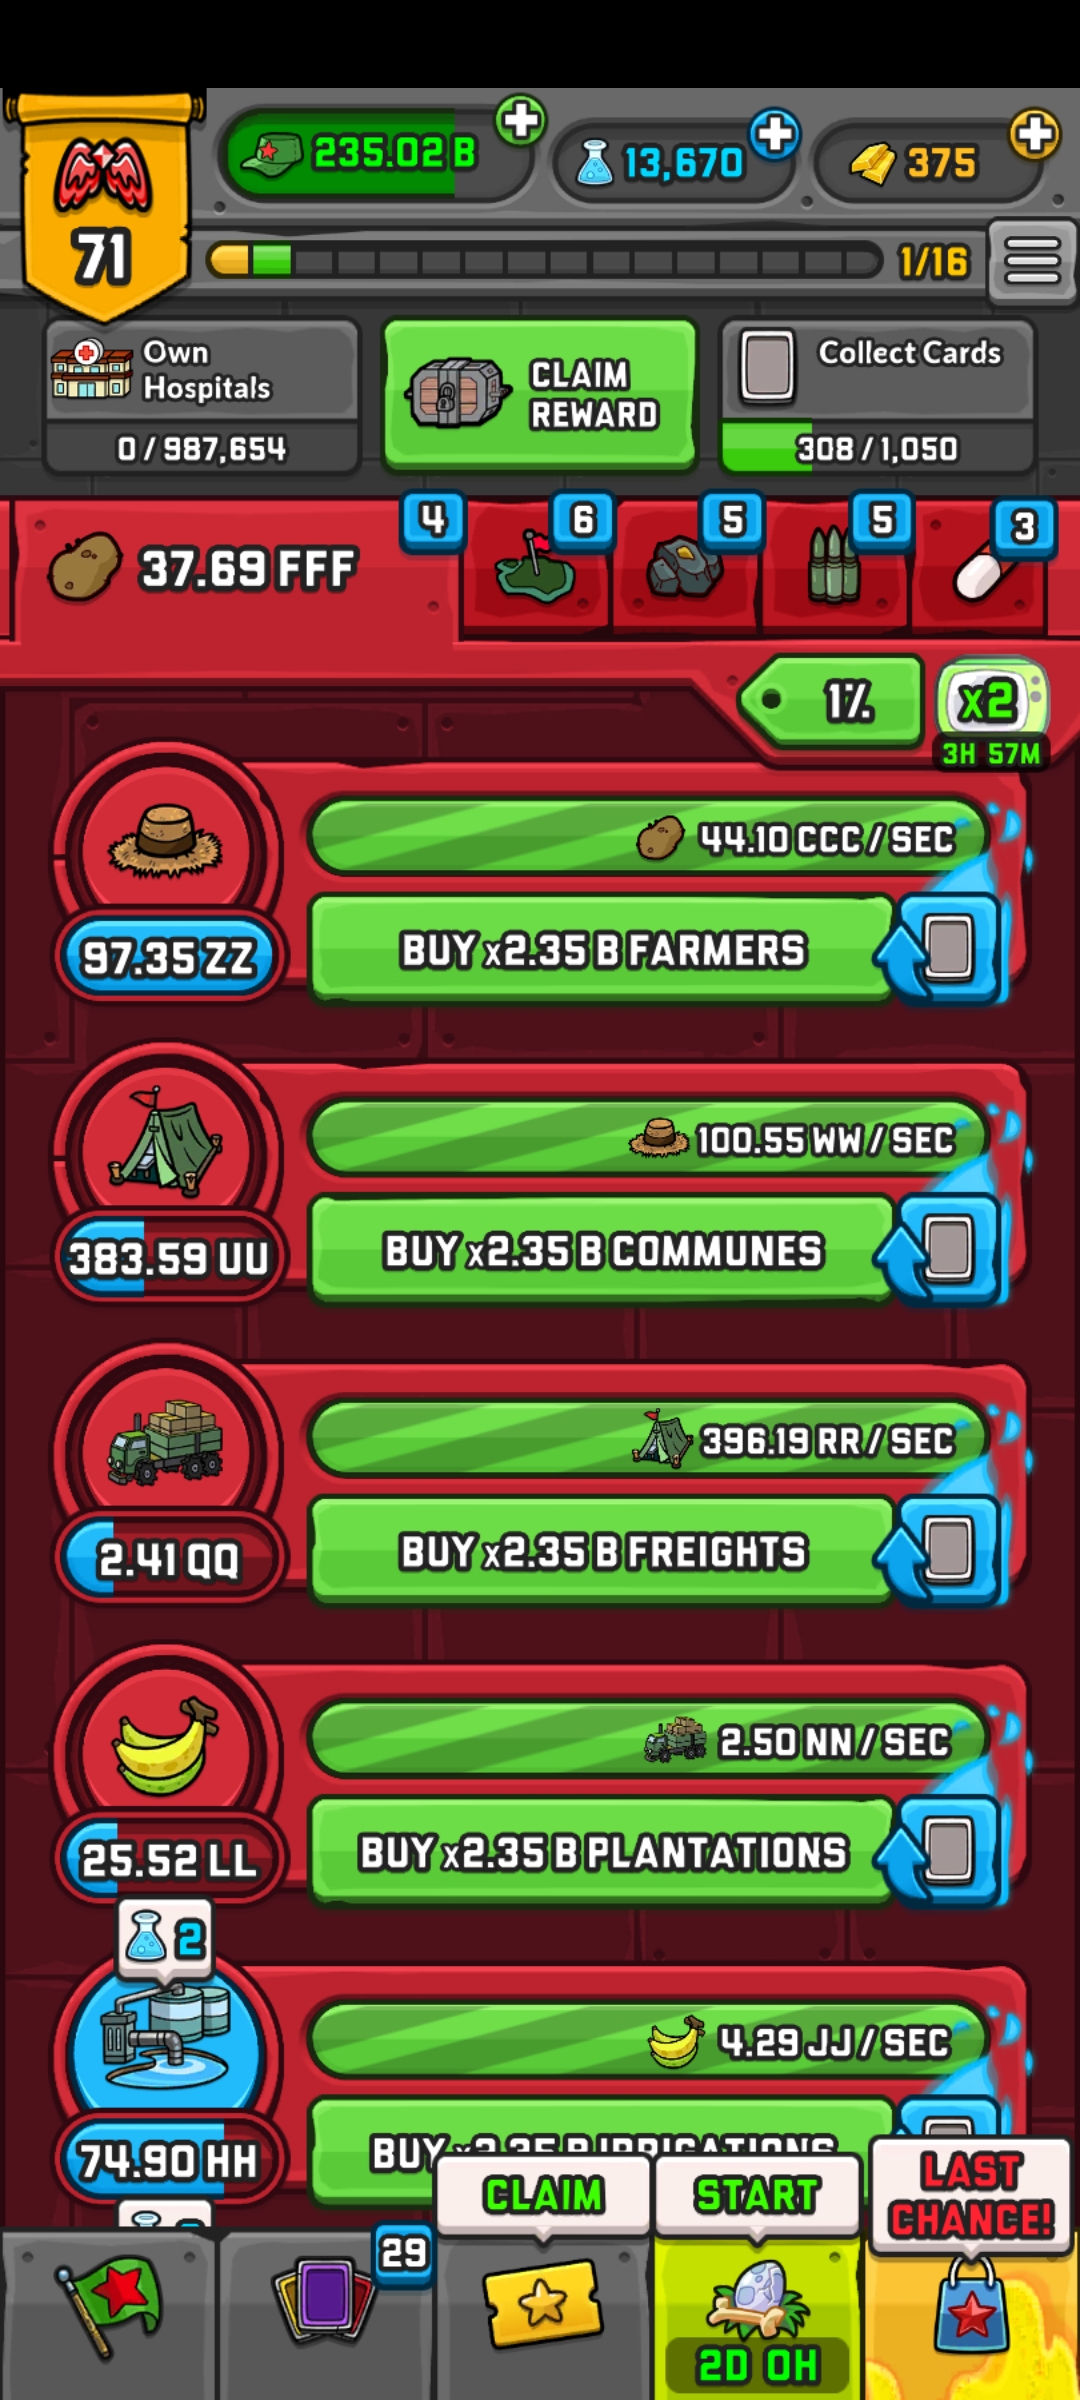 71
235.02 B
13,670
375
1/16
Own
Hospitals
0 / 987,654
CLAIM
REWARD
Collect Cards
308 / 1,050
37.69 FFF
4
6
5
5
3
1%
x2
3H 57M
44.10 CCC / SEC
97.35 ZZ
BUY x2.35 B FARMERS
100.55 WW / SEC
383.59 UU
BUY x2.35 B COMMUNES
396.19 RR / SEC
2.41 QQ
BUY x2.35 B FREIGHTS
2.50 NN / SEC
25.52 LL
BUY x2.35 B PLANTATIONS
2
4.29 JJ / SEC
74.90 HH
BUY x2.35 B IRRIGATIONS
CLAIM
START
LAST
CHANCE!
29
2D 0H